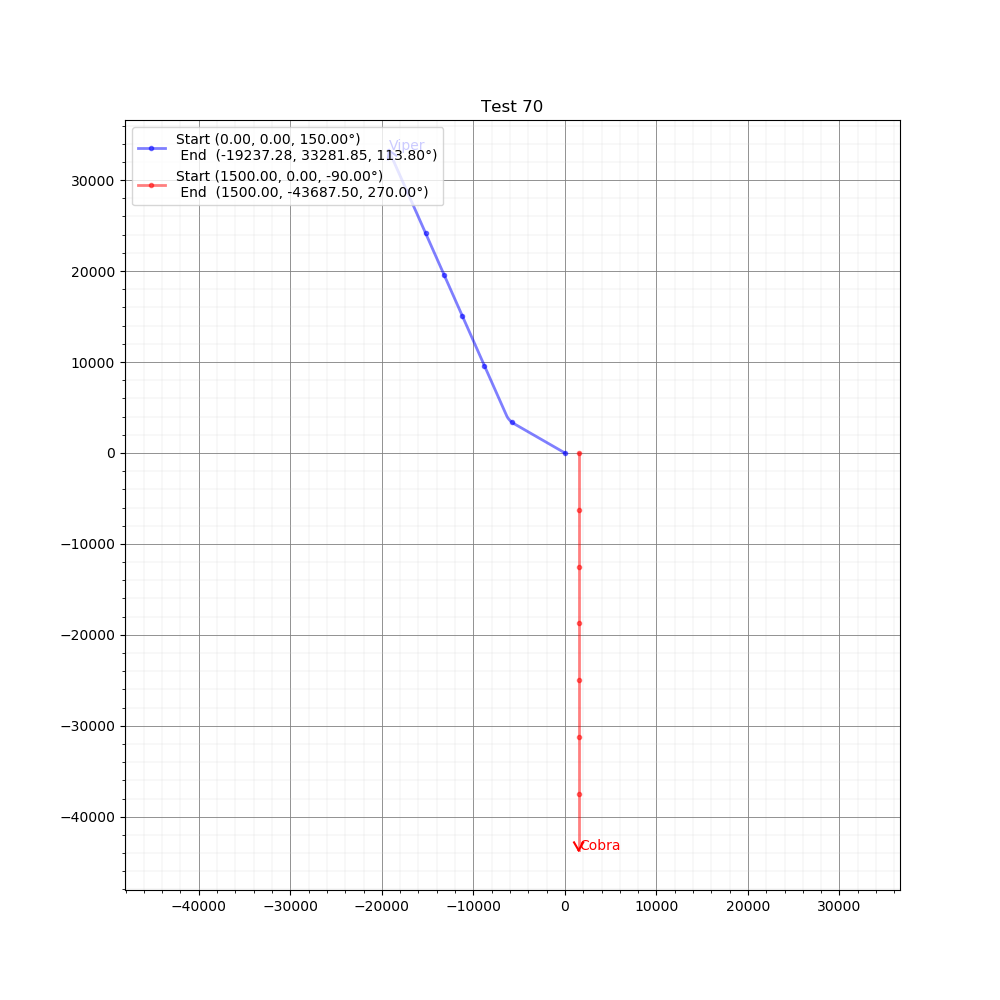 Test 70
Viper
Start (0.00, 0.00, 150.00°)
End  (-19237.28, 33281.85, 113.80°)
Start (1500.00, 0.00, -90.00°)
End  (1500.00, -43687.50, 270.00°)
30000
20000
10000
0
−10000
−20000
−30000
−40000
Cobra
−40000 −30000 −20000 −10000 0 10000 20000 30000